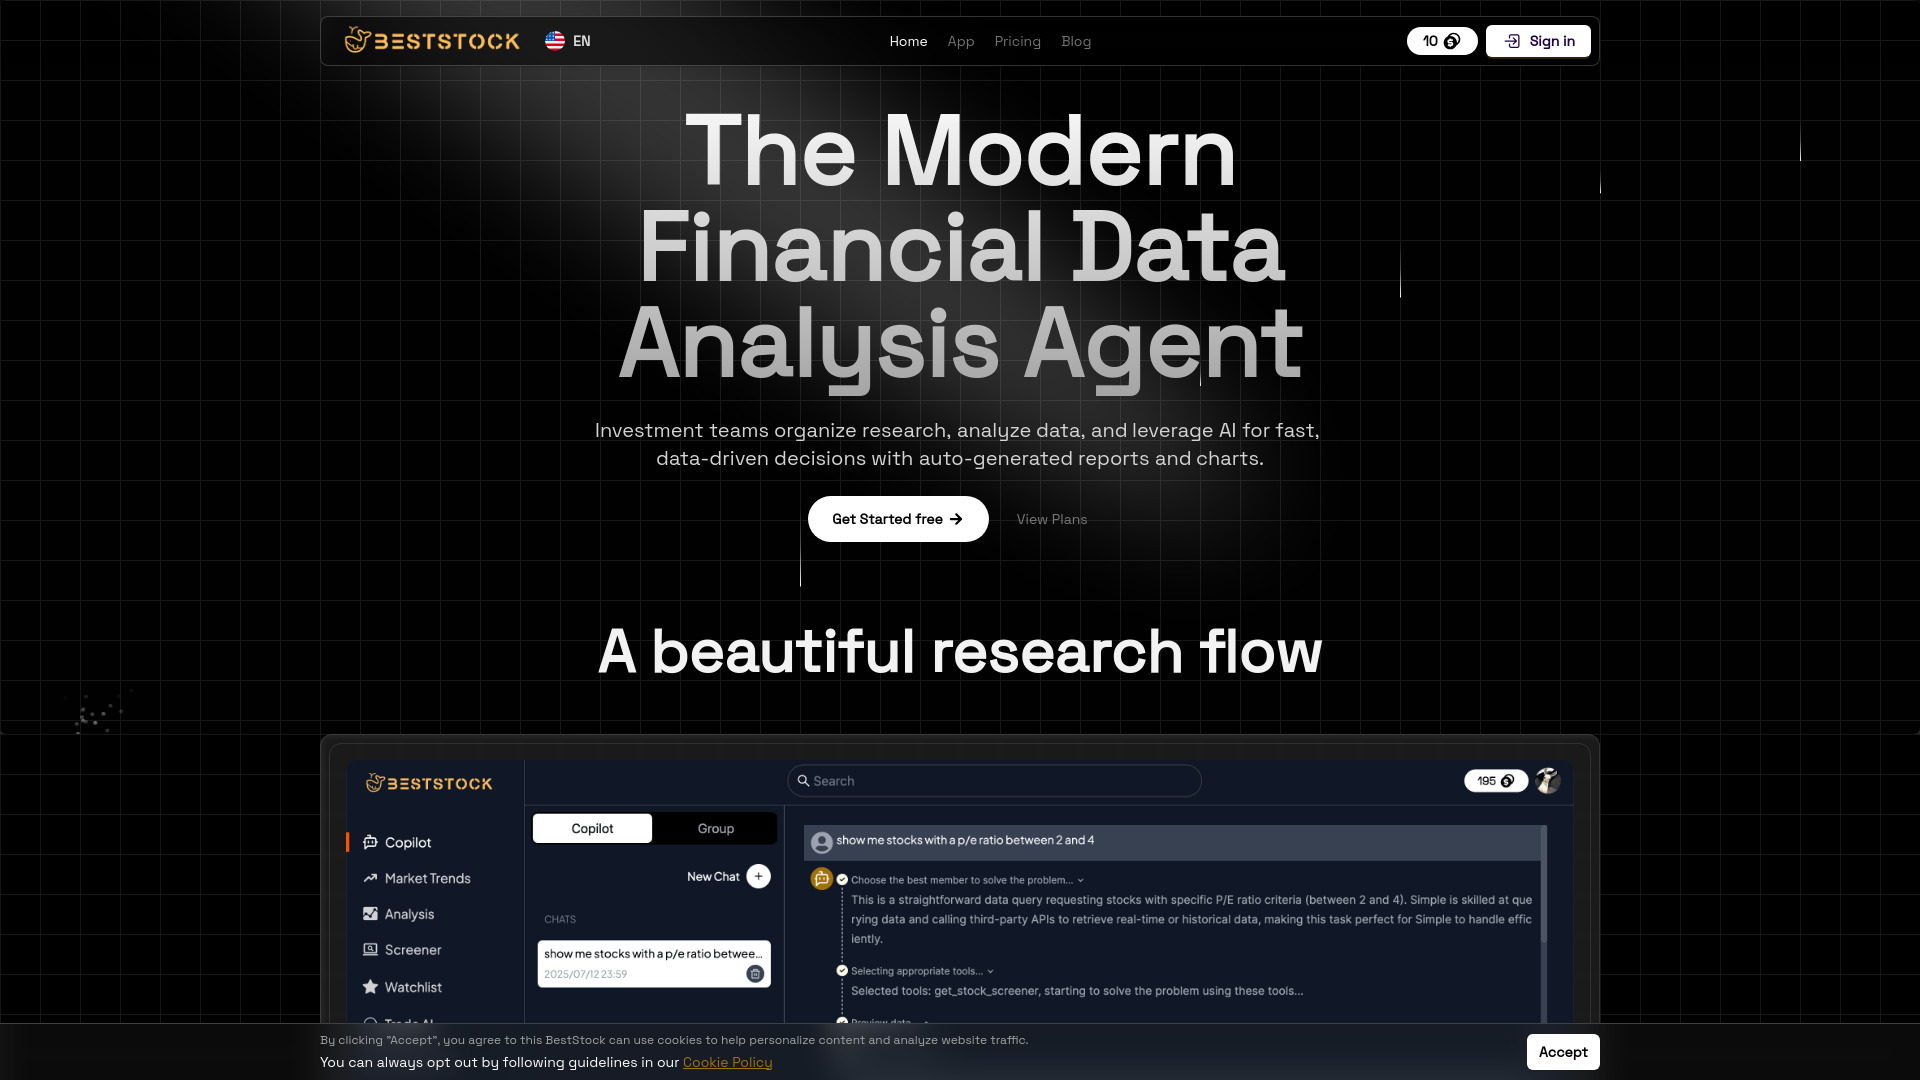 BESTSTOCK
EN
Home
App
Pricing
Blog
10
Sign in
The Modern
Financial Data
Analysis Agent
Investment teams organize research, analyze data, and leverage AI for fast,
data-driven decisions with auto-generated reports and charts.
Get Started free
View Plans
A beautiful research flow
BESTSTOCK
Search
195
Copilot
Market Trends
Analysis
Screener
Watchlist
Trade AI
Copilot
Group
New Chat
CHATS
show me stocks with a p/e ratio betwee...
2025/07/12 23:59
show me stocks with a p/e ratio between 2 and 4
Choose the best member to solve the problem...
This is a straightforward data query requesting stocks with specific P/E ratio criteria (between 2 and 4). Simple is skilled at que
rying data and calling third-party APIs to retrieve real-time or historical data, making this task perfect for Simple to handle effic
iently.
Selecting appropriate tools...
Selected tools: get_stock_screener, starting to solve the problem using these tools...
Preview data...
By clicking "Accept", you agree to this BestStock can use cookies to help personalize content and analyze website traffic.
You can always opt out by following guidelines in our Cookie Policy
Accept